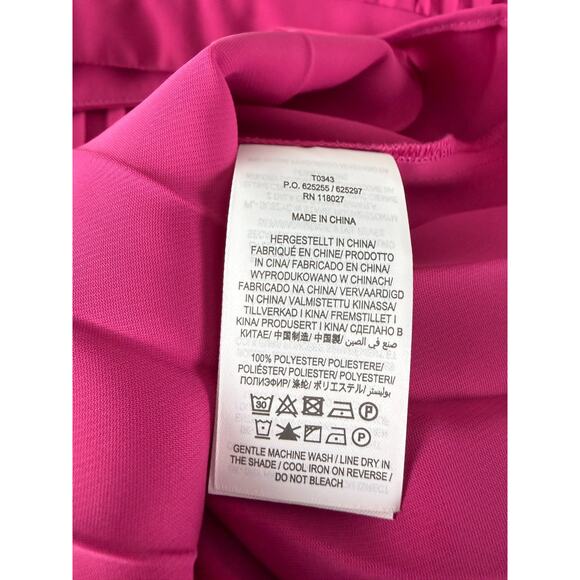 T0343
P.O. 625255 / 625297
RN 118027
MADE IN CHINA
HERGESTELLT IN CHINA/
FABRIQUÉ EN CHINE/ PRODOTTO
IN CINA/ FABRICADO EN CHINA/
WYPRODUKOWANO W CHINACH/
FABRICADO NA CHINA/ VERVAARDIGD
IN CHINA/ VALMISTETTU KIINASSA/
TILLVERKAD I KINA/ FREMSTILLET I
KINA/ PRODUSERT I KINA/ СДЕЛАНО В
КИТАЕ/ 中国制造/ 中国製/ صنع في الصين/
100% POLYESTER/ POLYESTERE/
POLIÉSTER/ POLYESTER/ POLYESTERI/
ПОЛИЭФИР/ 涤纶/ ポリエステル/ بوليستر/
30 P
P
GENTLE MACHINE WASH / LINE DRY IN
THE SHADE / COOL IRON ON REVERSE /
DO NOT BLEACH